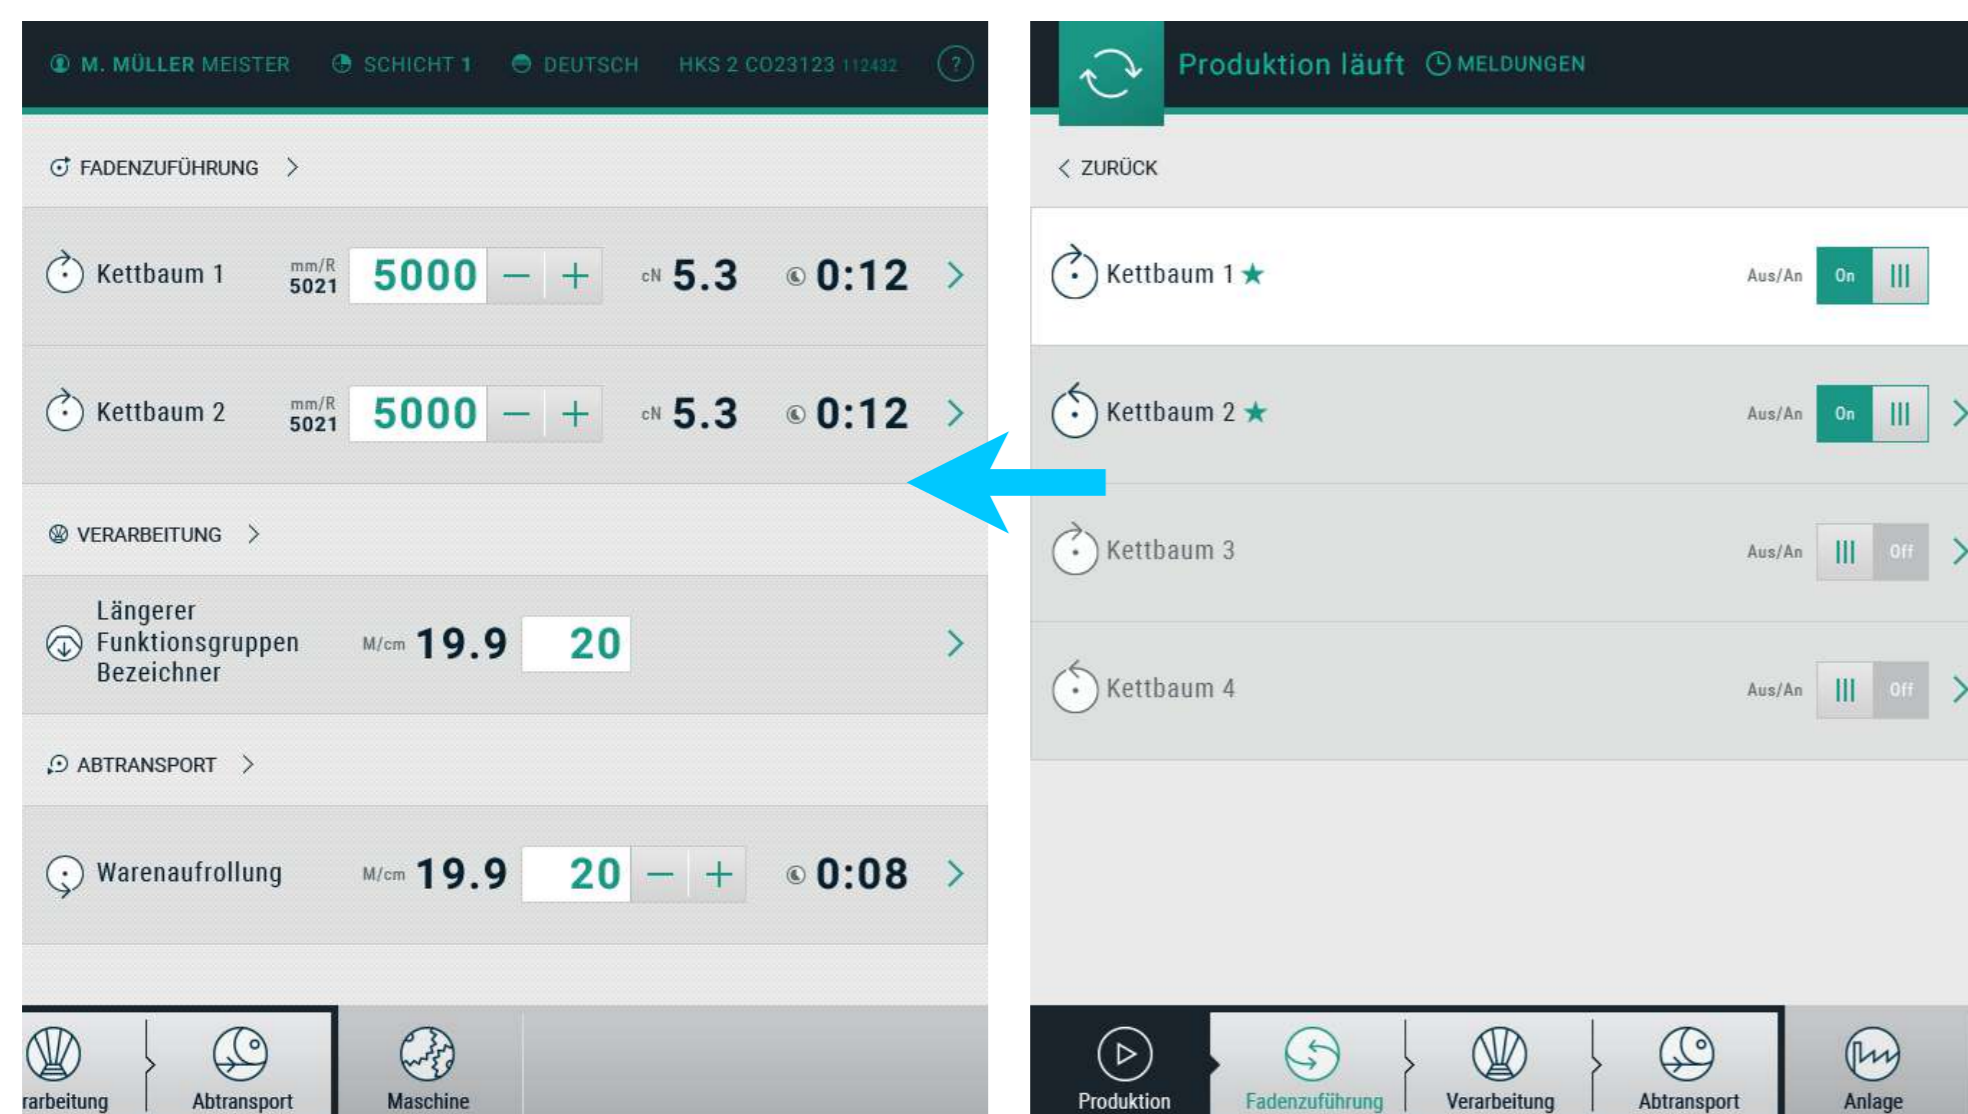 M. MÜLLER MEISTER SCHICHT 1 DEUTSCH HKS 2 CO23123 112432 ?
FADENZUFÜHRUNG
Kettbaum 1 mm/R 5021 5000 − + cN 5.3 0:12
Kettbaum 2 mm/R 5021 5000 − + cN 5.3 0:12
VERARBEITUNG
Längerer
Funktionsgruppen
Bezeichner
M/cm 19.9 20
ABTRANSPORT
Warenaufrollung M/cm 19.9 20 − + 0:08
rarbeitung Abtransport Maschine
Produktion läuft MELDUNGEN
ZURÜCK
Kettbaum 1 Aus/An On
Kettbaum 2 Aus/An On
Kettbaum 3 Aus/An Off
Kettbaum 4 Aus/An Off
Produktion Fadenzuführung Verarbeitung Abtransport Anlage